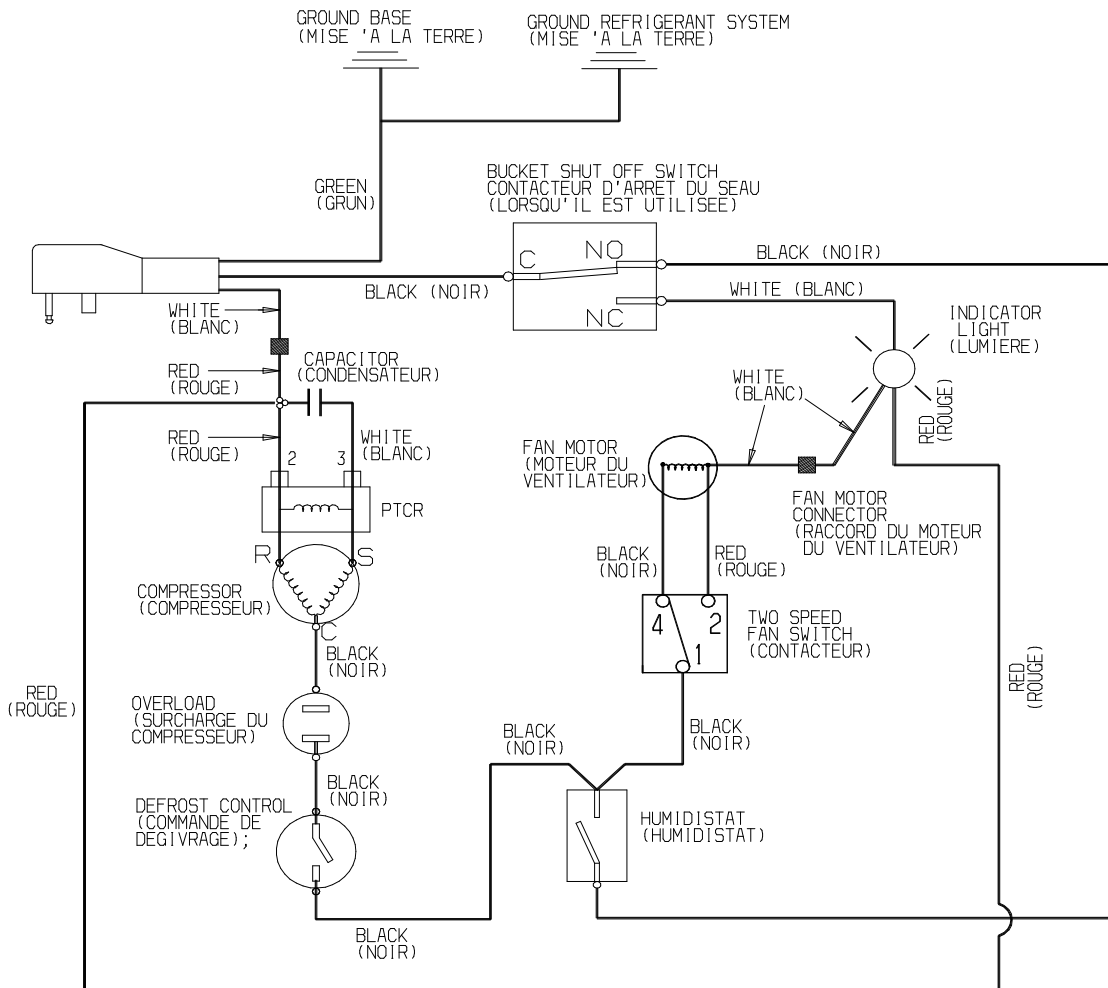 GROUND BASE
(MISE 'A LA TERRE)
GROUND REFRIGERANT SYSTEM
(MISE 'A LA TERRE)
GREEN
(GRUN)
BUCKET SHUT OFF SWITCH
CONTACTEUR D'ARRET DU SEAU
(LORSQU'IL EST UTILISEE)
C
NO
NC
BLACK (NOIR)
BLACK (NOIR)
WHITE (BLANC)
INDICATOR
LIGHT
(LUMIERE)
WHITE
(BLANC)
RED
(ROUGE)
CAPACITOR
(CONDENSATEUR)
RED
(ROUGE)
WHITE
(BLANC)
2
3
PTCR
R
S
COMPRESSOR
(COMPRESSEUR)
C
BLACK
(NOIR)
RED
(ROUGE)
OVERLOAD
(SURCHARGE DU
COMPRESSEUR)
BLACK
(NOIR)
DEFROST CONTROL
(COMMANDE DE
DEGIVRAGE);
BLACK
(NOIR)
WHITE
(BLANC)
RED
(ROUGE)
FAN MOTOR
(MOTEUR DU
VENTILATEUR)
FAN MOTOR
CONNECTOR
(RACCORD DU MOTEUR
DU VENTILATEUR)
BLACK
(NOIR)
RED
(ROUGE)
4
2
1
TWO SPEED
FAN SWITCH
(CONTACTEUR)
RED
(ROUGE)
BLACK
(NOIR)
BLACK
(NOIR)
HUMIDISTAT
(HUMIDISTAT)